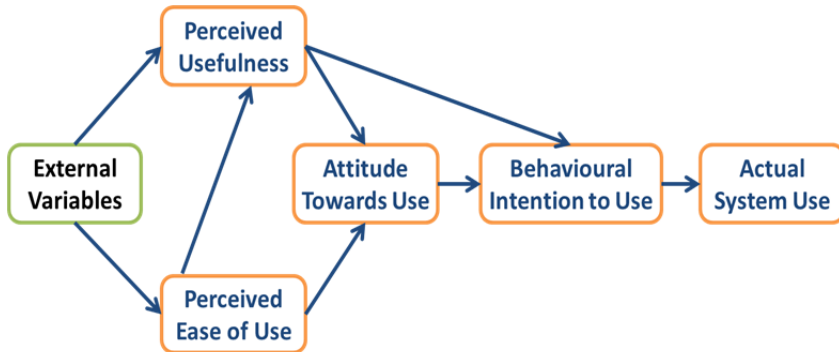 Perceived
Usefulness
External
Variables
Attitude
Towards Use
Behavioural
Intention to Use
Actual
System Use
Perceived
Ease of Use